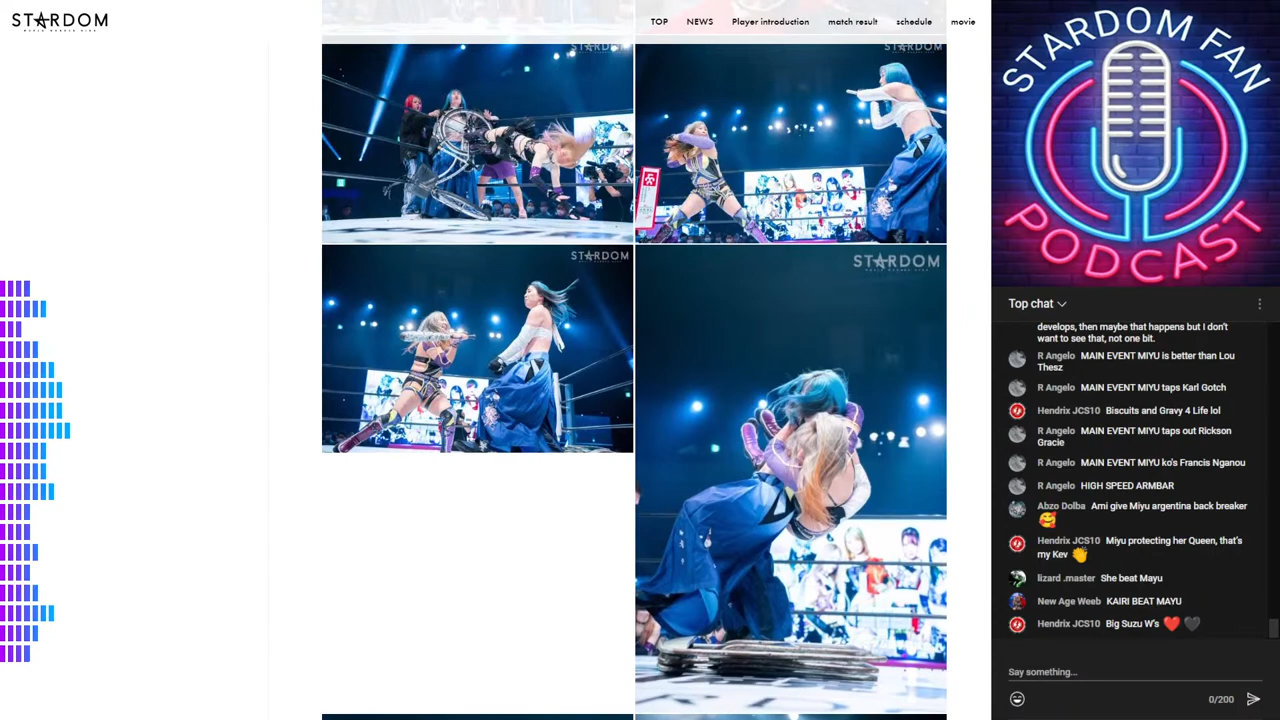 STARDOM
WORLD WONDER RING
TOP NEWS Player introduction match result schedule movie
STARDOM
STARDOM
STARDOM
STARDOM
STARDOM FAN
PODCAST
Top chat
develops, then maybe that happens but I don't
want to see that, not one bit.
R Angelo MAIN EVENT MIYU is better than Lou
Thesz
R Angelo MAIN EVENT MIYU taps Karl Gotch
Hendrix JCS10 Biscuits and Gravy 4 Life lol
R Angelo MAIN EVENT MIYU taps out Rickson
Gracie
R Angelo MAIN EVENT MIYU ko's Francis Nganou
R Angelo HIGH SPEED ARMBAR
Abzo Dolba Ami give Miyu argentina back breaker
🥰
Hendrix JCS10 Miyu protecting her Queen, that's
my Kev 👏
lizard .master She beat Mayu
New Age Weeb KAIRI BEAT MAYU
Hendrix JCS10 Big Suzu W's ❤️ 🖤
Say something...
0/200